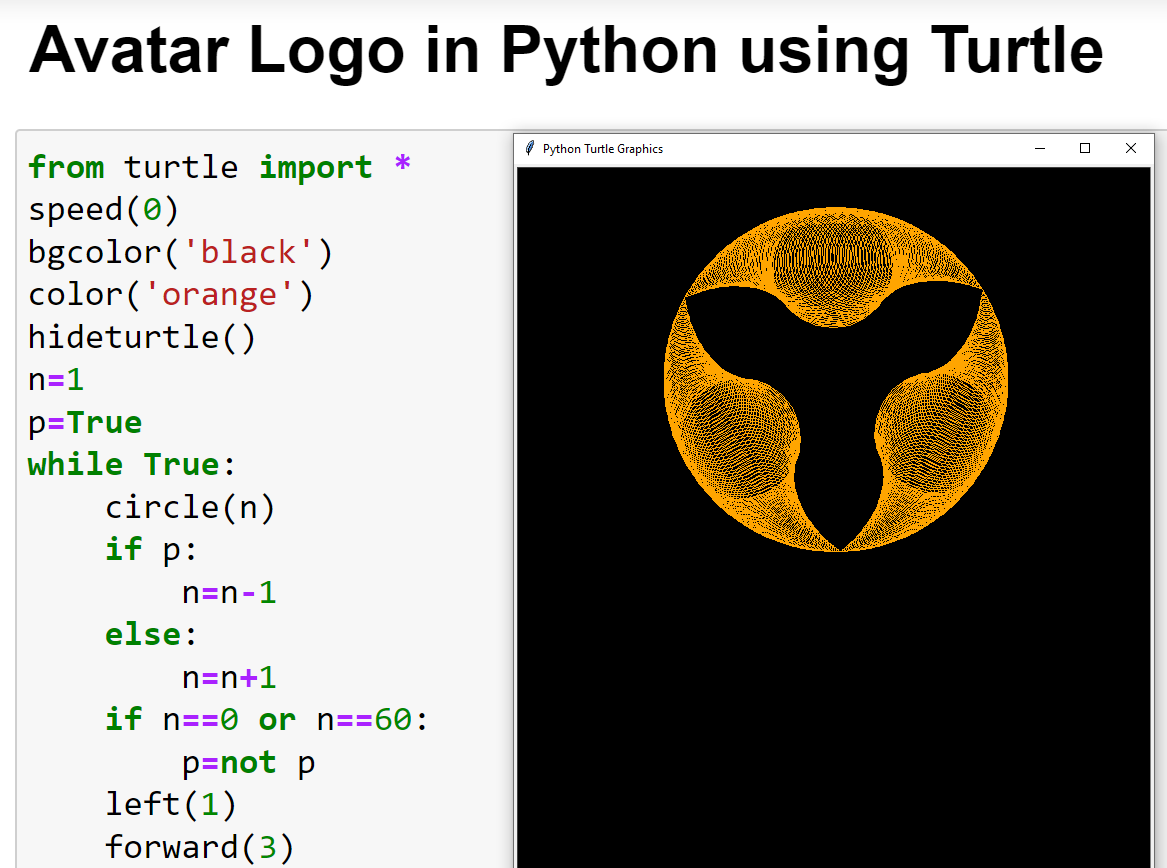 Avatar Logo in Python using Turtle
from turtle import *
speed(0)
bgcolor('black')
color('orange')
hideturtle()
n=1
p=True
while True:
    circle(n)
    if p:
        n=n-1
    else:
        n=n+1
    if n==0 or n==60:
        p=not p
    left(1)
    forward(3)
Python Turtle Graphics